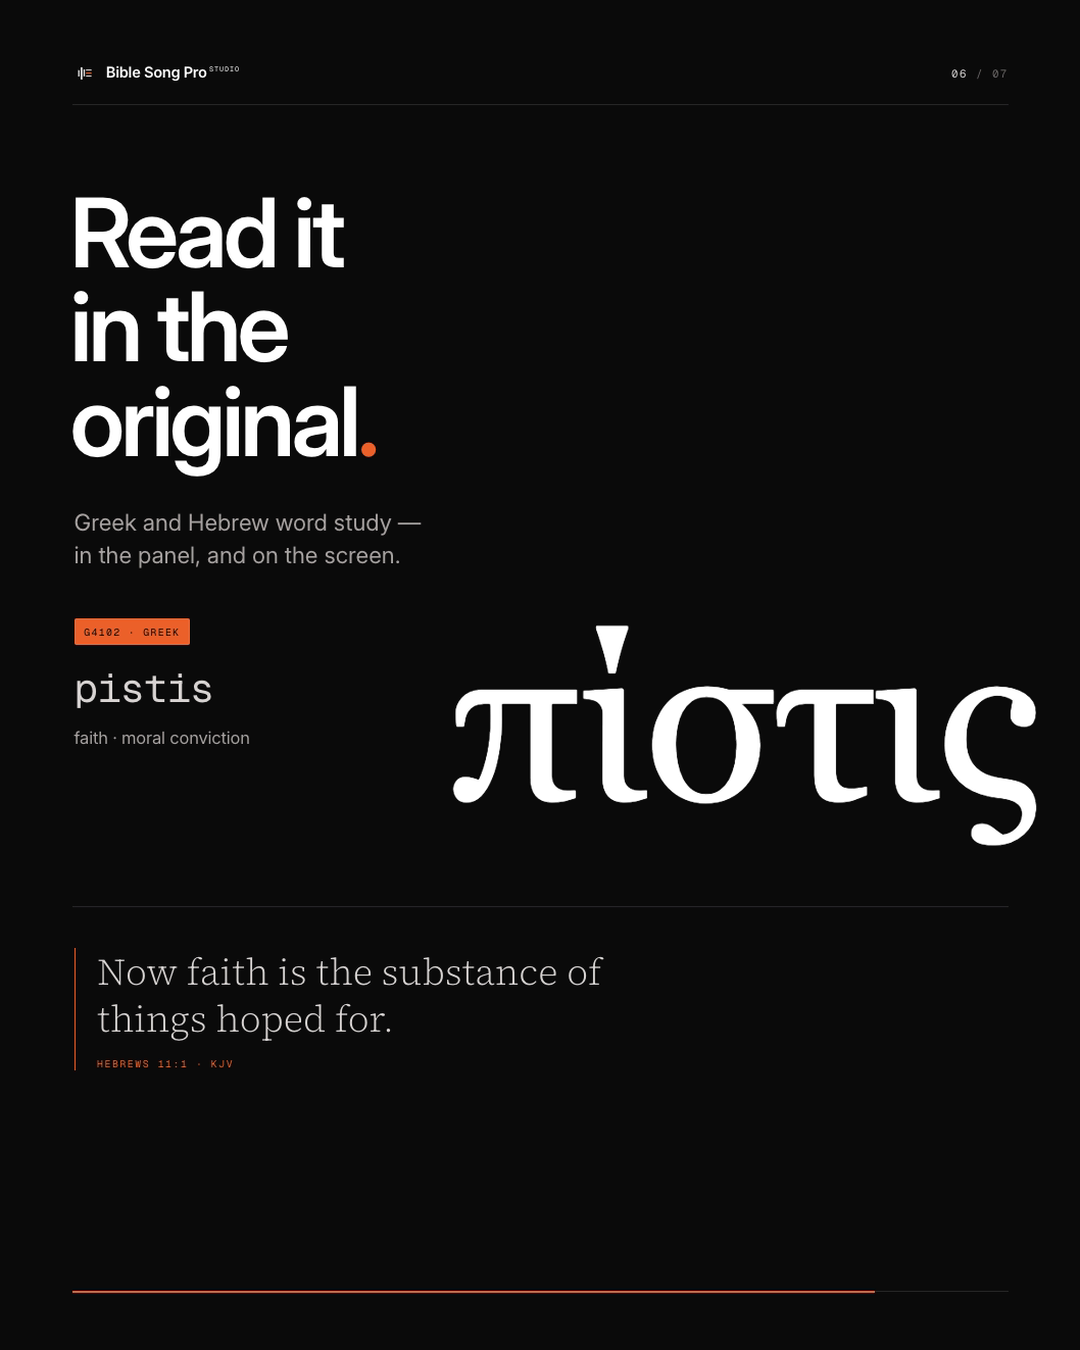 Bible Song Pro STUDIO
06 / 07
Read it
in the
original.
Greek and Hebrew word study —
in the panel, and on the screen.
G4102 · GREEK
pistis
faith · moral conviction
πίστις
Now faith is the substance of
things hoped for.
HEBREWS 11:1 · KJV